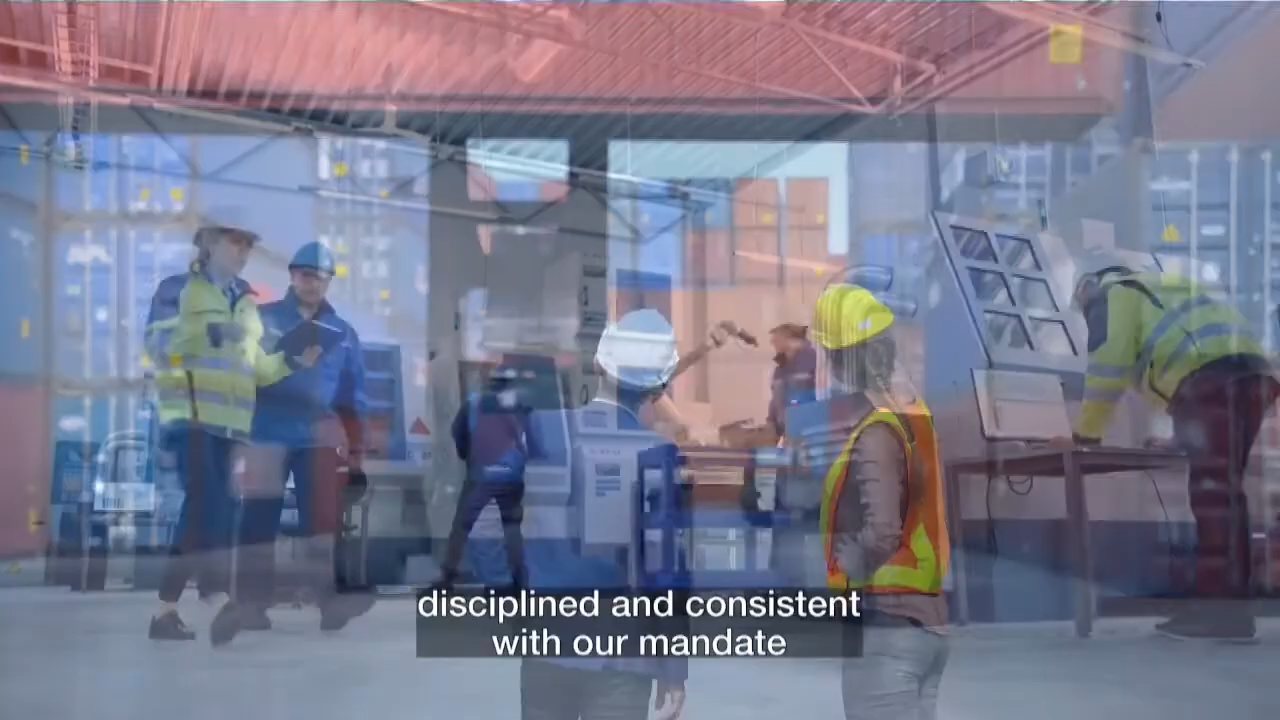 disciplined and consistent
with our mandate